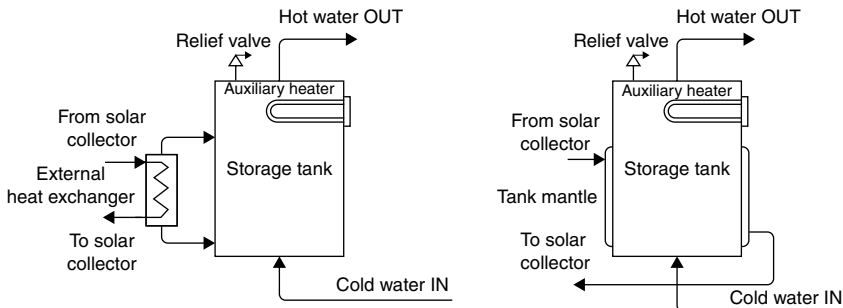 Hot water OUT
Relief valve
Auxiliary heater
From solar
collector
External
heat exchanger
Storage tank
To solar
collector
Cold water IN
Hot water OUT
Relief valve
Auxiliary heater
From solar
collector
Storage tank
Tank mantle
To solar
collector
Cold water IN